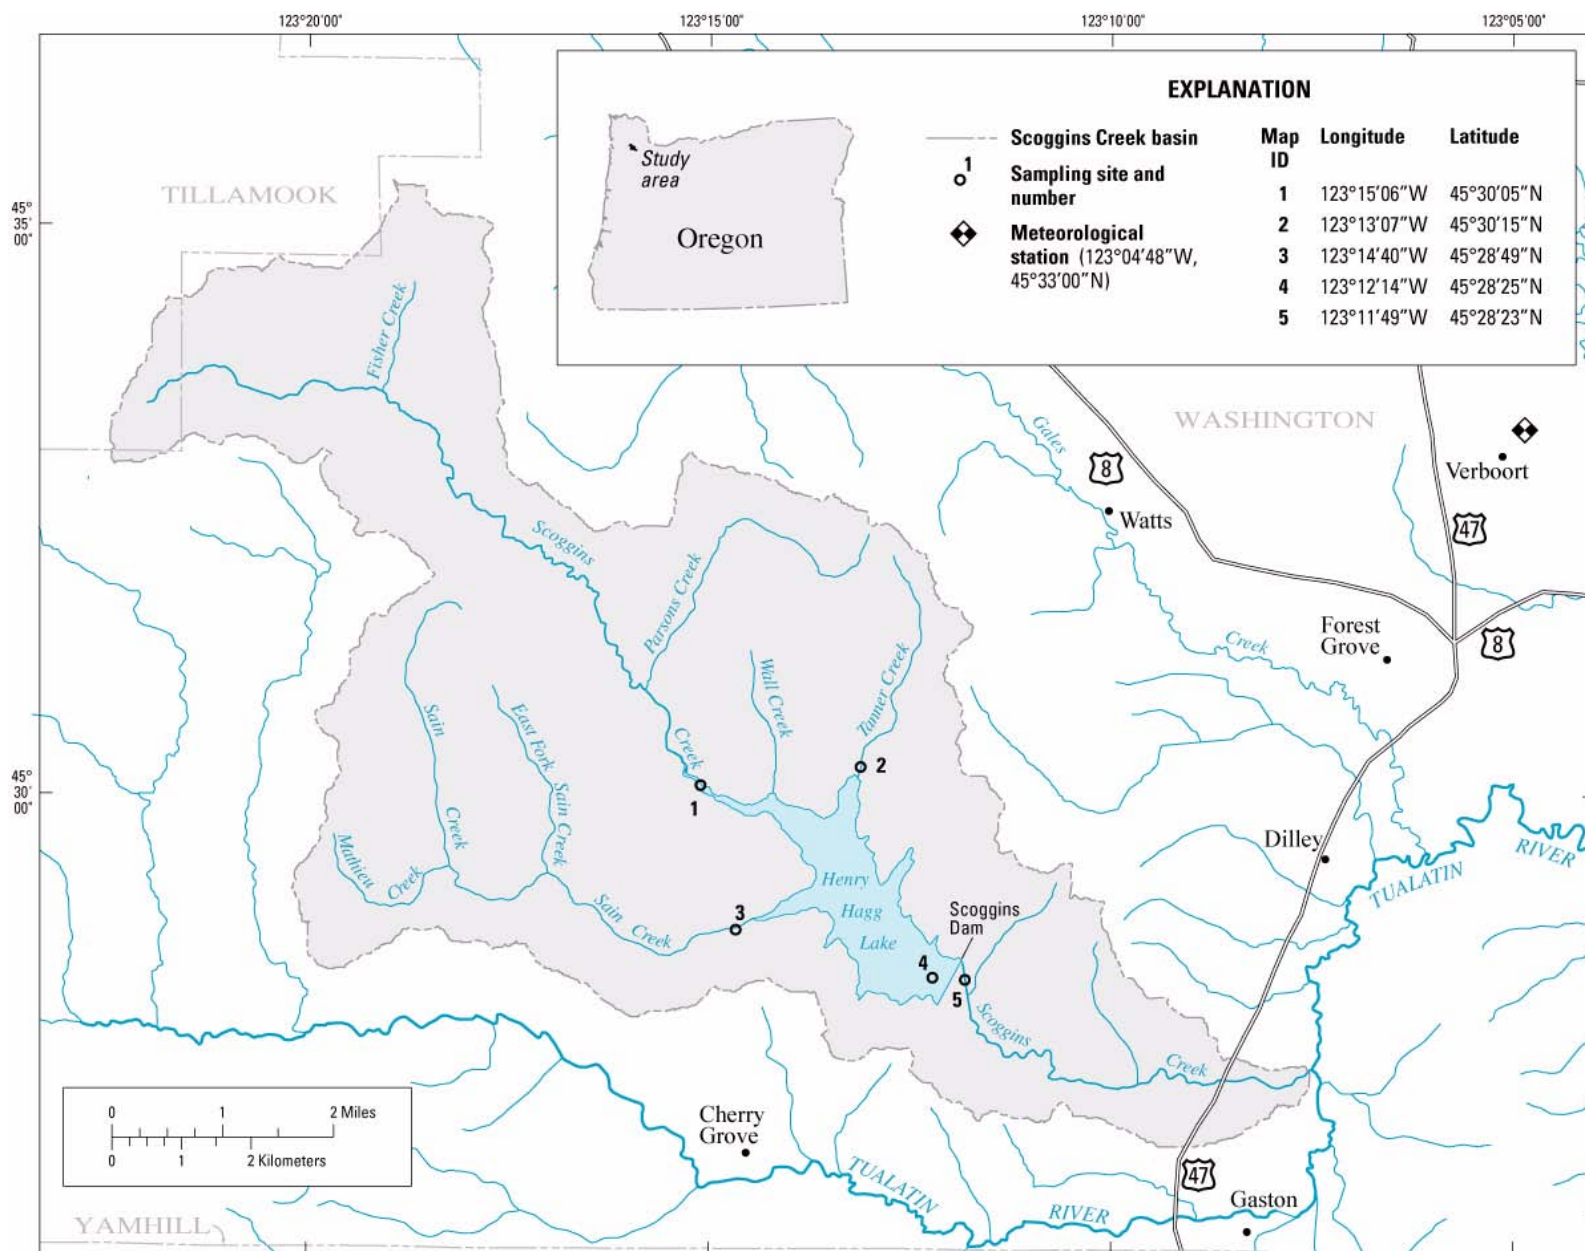 123°20'00" 123°15'00" 123°10'00" 123°05'00"
EXPLANATION
Scoggins Creek basin
1
Sampling site and
number
Meteorological
station (123°04'48"W,
45°33'00"N)
Map Longitude Latitude
ID
1 123°15'06"W 45°30'05"N
2 123°13'07"W 45°30'15"N
3 123°14'40"W 45°28'49"N
4 123°12'14"W 45°28'25"N
5 123°11'49"W 45°28'23"N
Study
area
Oregon
TILLAMOOK
45°
35'
00"
Fisher Creek
WASHINGTON
Gales
8
Verboort
Watts
47
Scoggins
Parsons Creek
Forest
Grove
8
Creek
Wall Creek
Tanner Creek
Sain
East Fork
Creek
2
45°
30'
00"
1
Sain Creek
Creek
Mathieu
Creek
Dilley
RIVER
TUALATIN
Henry
Hagg
Lake
Sain
Creek
3
Scoggins
Dam
4
5
Scoggins
Creek
0 1 2 Miles
0 1 2 Kilometers
Cherry
Grove
TUALATIN
RIVER
47
Gaston
YAMHILL